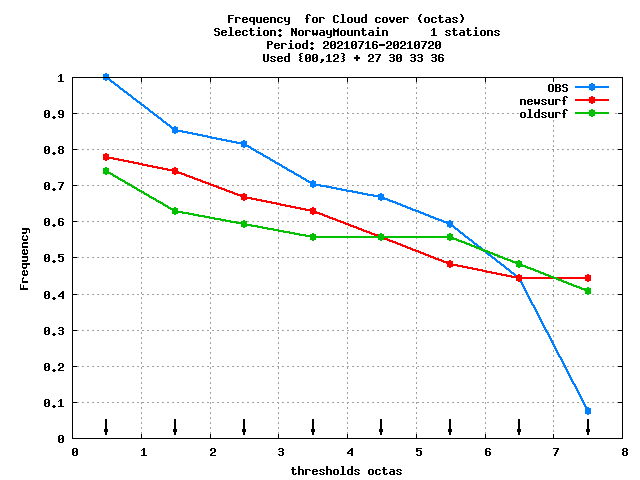 Frequency  for Cloud cover (octas)
Selection: NorwayMountain      1 stations
Period: 20210716-20210720
Used {00,12} + 27 30 33 36
OBS
newsurf
oldsurf
1
0.9
0.8
0.7
0.6
0.5
0.4
0.3
0.2
0.1
0
Frequency
0 1 2 3 4 5 6 7 8
thresholds octas